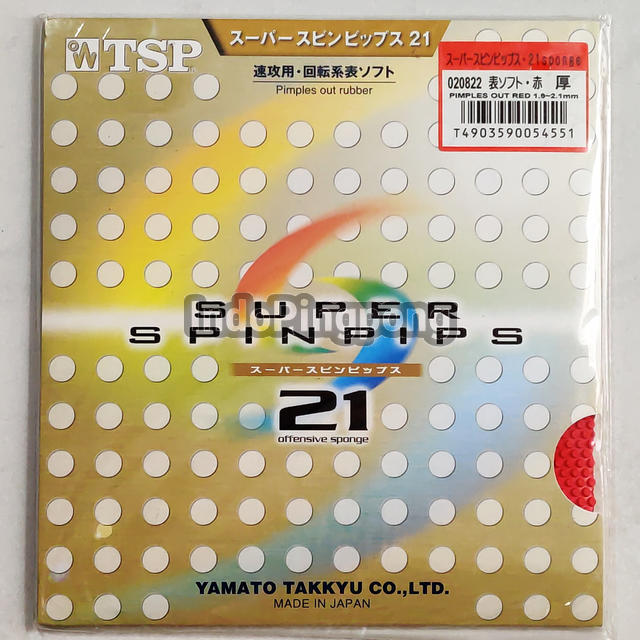 TSP
スーパースピンピップス 21
速攻用・回転系表ソフト
Pimples out rubber
スーパースピンピップス・21sponge
020822 表ソフト・赤 厚
PIMPLES OUT RED 1.9~2.1mm
T4903590054551
SUPER
IndoPingpong
SPINPIPS
スーパースピンピップス
21
offensive sponge
YAMATO TAKKYU CO.,LTD.
MADE IN JAPAN